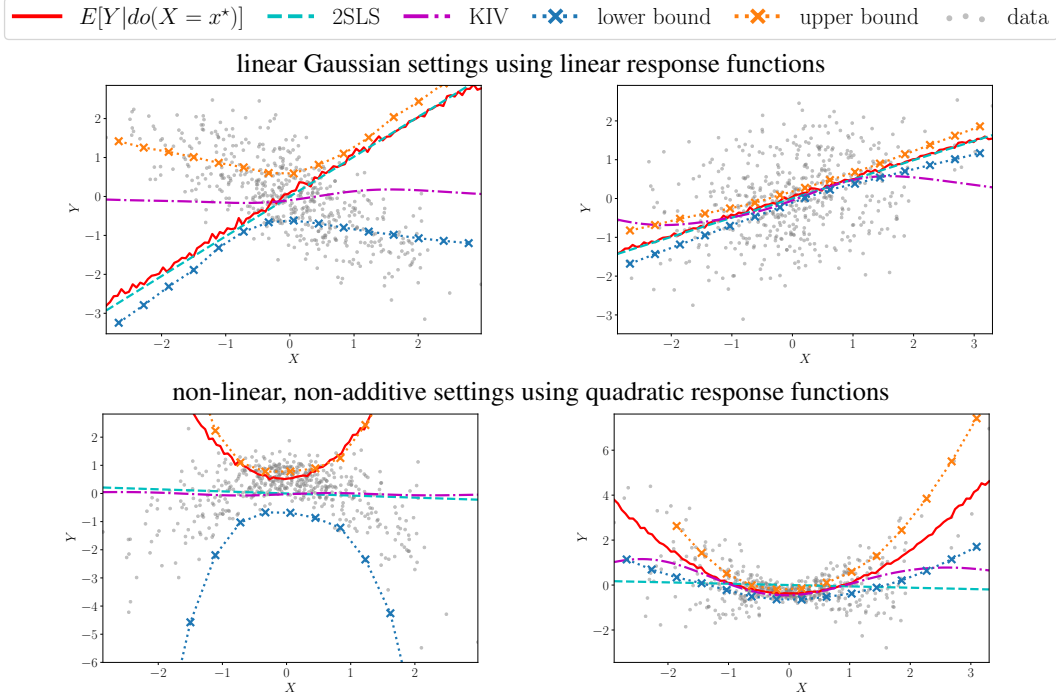 E[Y|do(X = x⋆)] 2SLS KIV lower bound upper bound data
linear Gaussian settings using linear response functions
2
1
0
−1
−2
−3
Y
−2 −1 0 1 2
X
2
1
0
−1
−2
−3
Y
−2 −1 0 1 2 3
X
non-linear, non-additive settings using quadratic response functions
2
1
0
−1
−2
−3
−4
−5
−6
Y
−2 −1 0 1 2
X
6
4
2
0
−2
Y
−2 −1 0 1 2 3
X